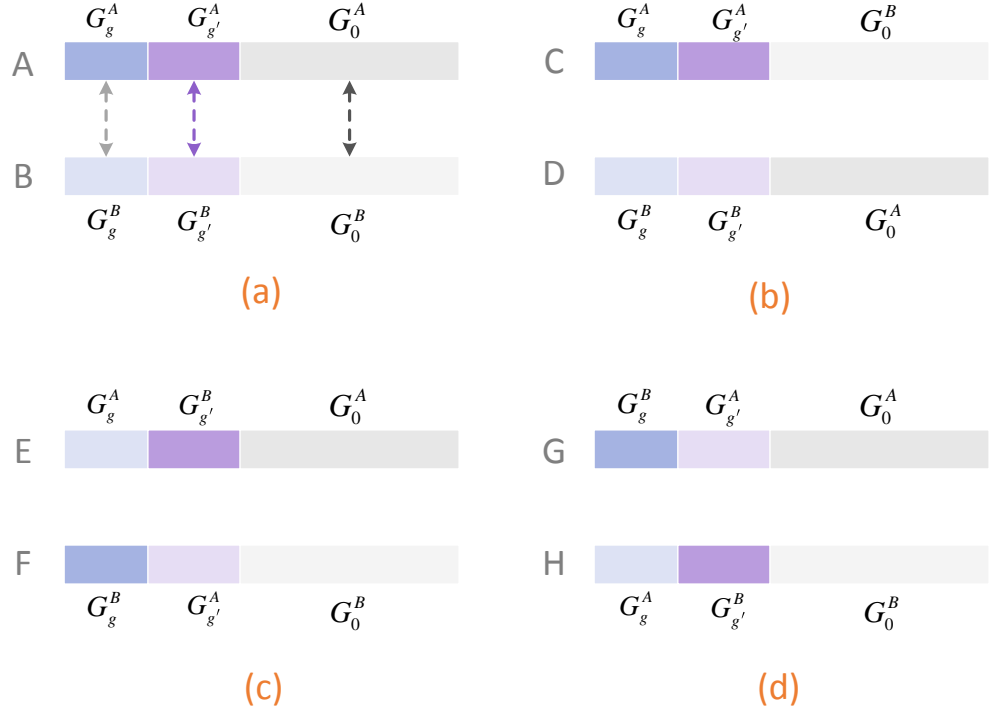 G_g^A G_{g'}^A G_0^A
A
B
G_g^B G_{g'}^B G_0^B
(a)
G_g^A G_{g'}^A G_0^B
C
D
G_g^B G_{g'}^B G_0^A
(b)
G_g^A G_{g'}^B G_0^A
E
F
G_g^B G_{g'}^A G_0^B
(c)
G_g^B G_{g'}^A G_0^A
G
H
G_g^A G_{g'}^B G_0^B
(d)